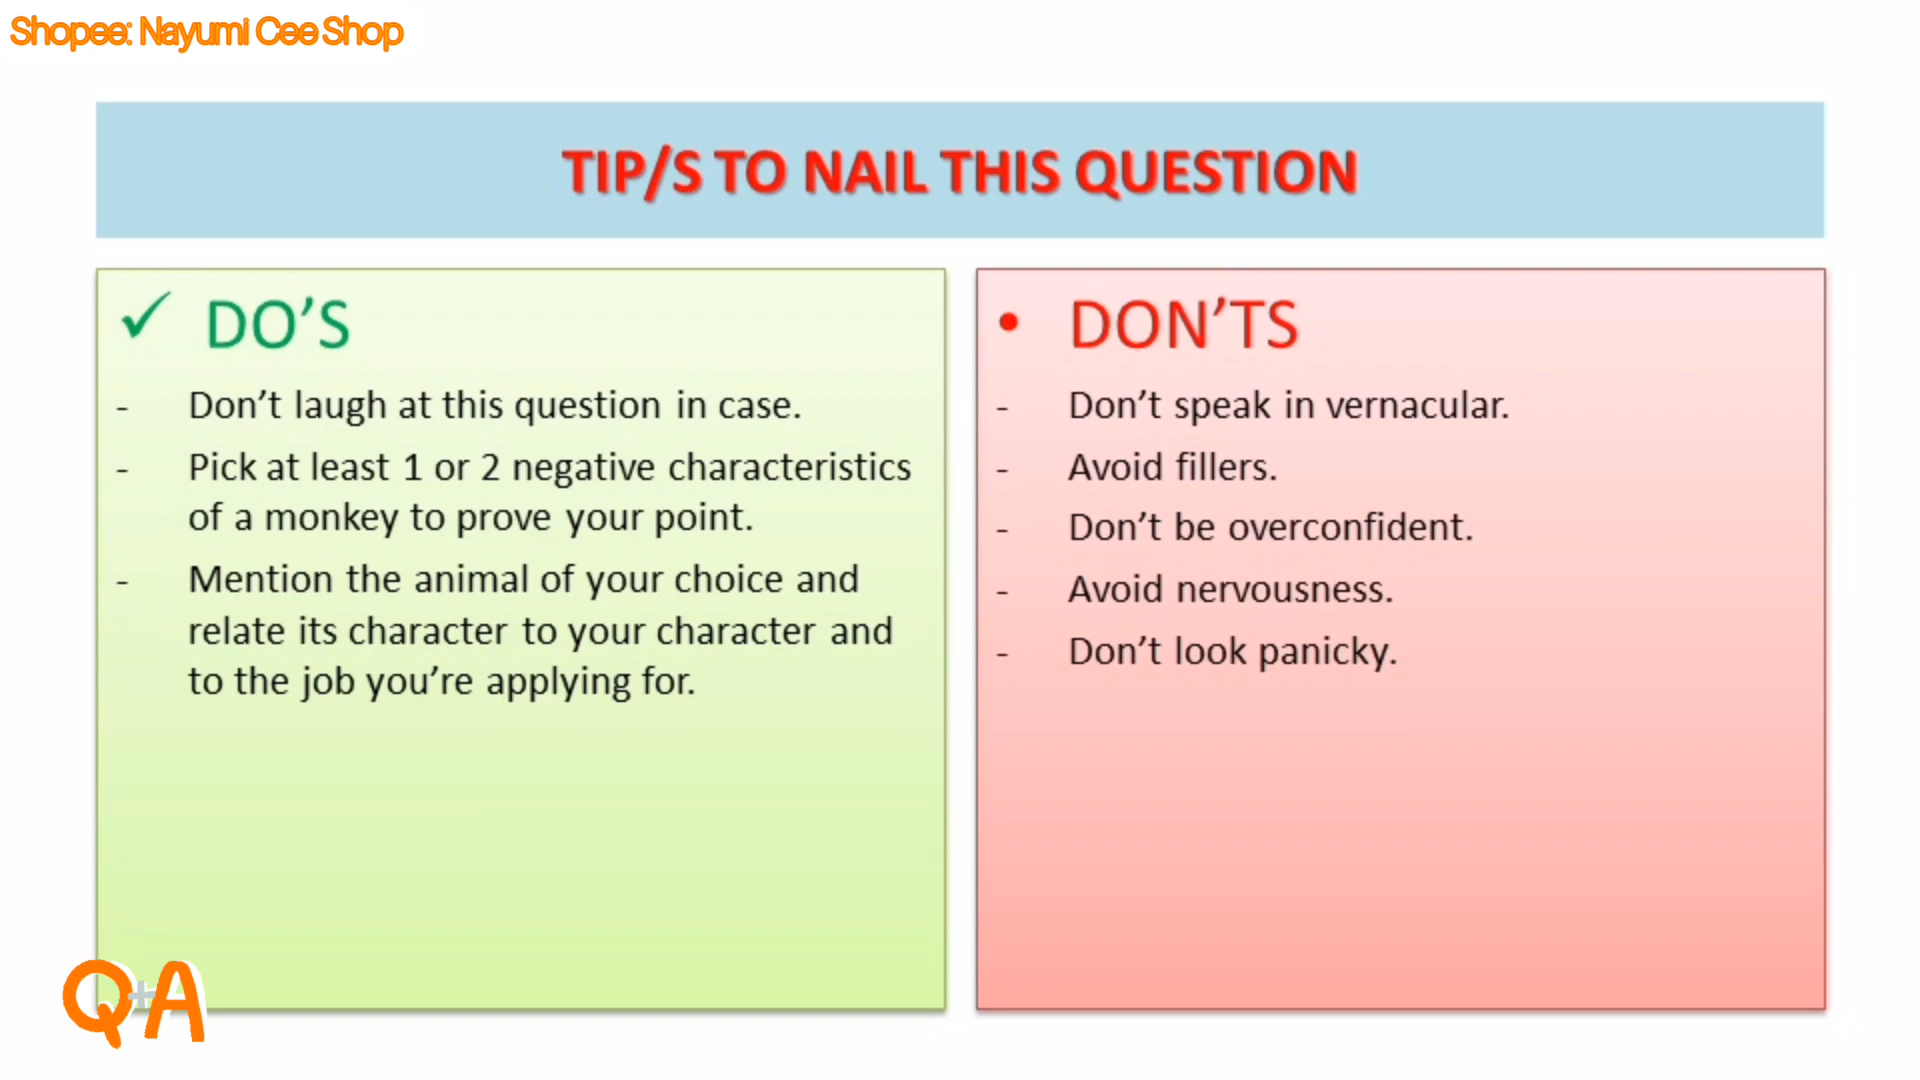 Shopee: Nayumi Cee Shop
TIP/S TO NAIL THIS QUESTION
✓ DO’S
- Don’t laugh at this question in case.
- Pick at least 1 or 2 negative characteristics
of a monkey to prove your point.
- Mention the animal of your choice and
relate its character to your character and
to the job you’re applying for.
• DON’TS
- Don’t speak in vernacular.
- Avoid fillers.
- Don’t be overconfident.
- Avoid nervousness.
- Don’t look panicky.
Q+A